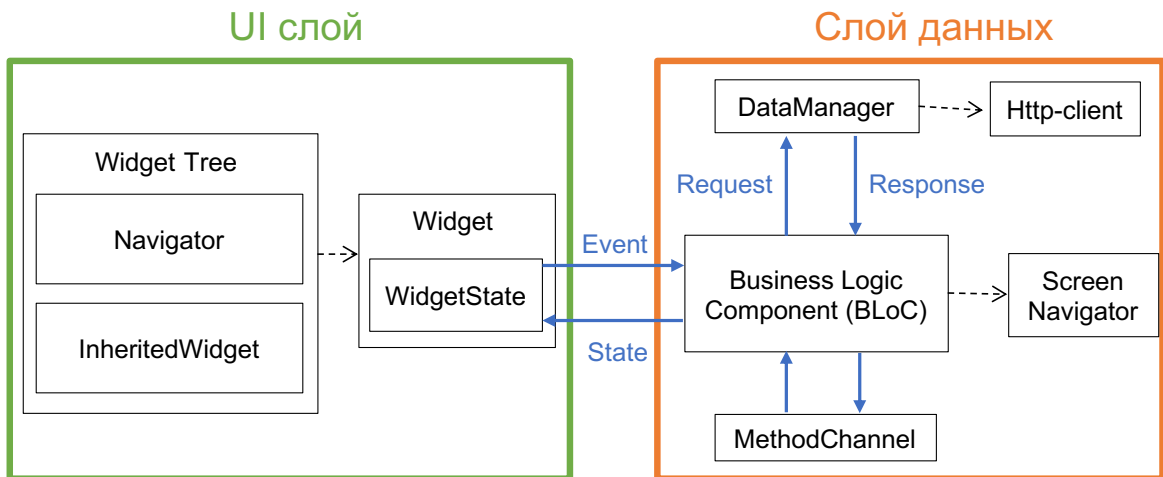 UI слой
Widget Tree
Navigator
InheritedWidget
Widget
WidgetState
Event
State
Слой данных
DataManager
Http-client
Request
Response
Business Logic
Component (BLoC)
Screen
Navigator
MethodChannel